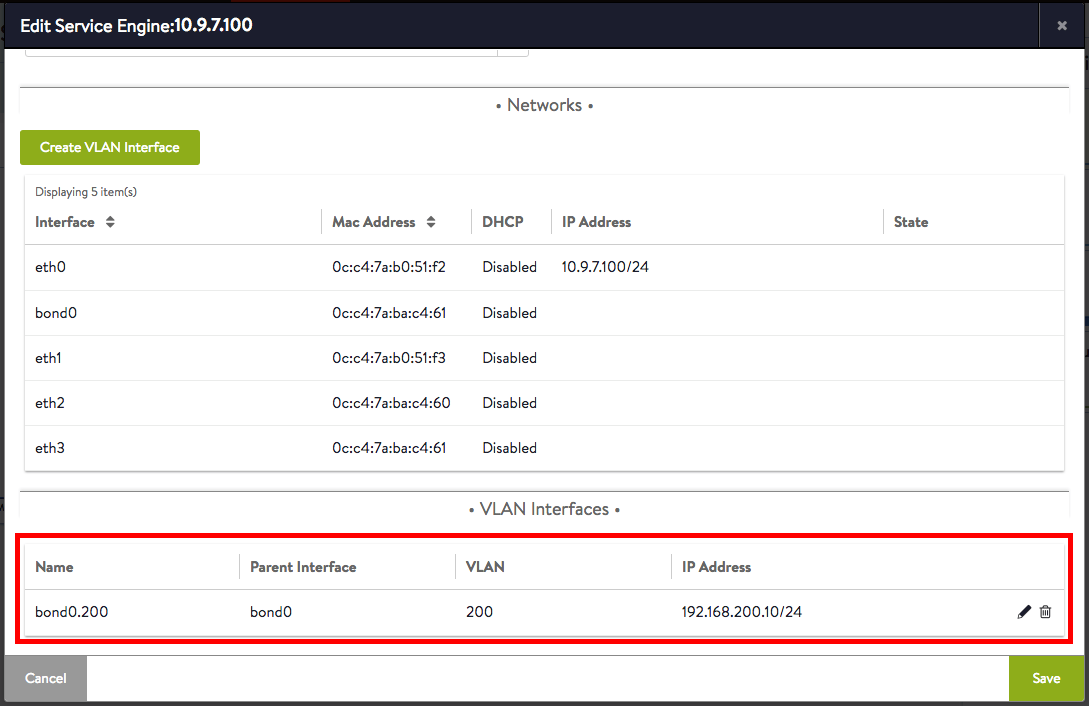 Edit Service Engine:10.9.7.100
• Networks •
Create VLAN Interface
Displaying 5 item(s)
Interface Mac Address DHCP IP Address State
eth0 0c:c4:7a:b0:51:f2 Disabled 10.9.7.100/24
bond0 0c:c4:7a:ba:c4:61 Disabled
eth1 0c:c4:7a:b0:51:f3 Disabled
eth2 0c:c4:7a:ba:c4:60 Disabled
eth3 0c:c4:7a:ba:c4:61 Disabled
• VLAN Interfaces •
Name Parent Interface VLAN IP Address
bond0.200 bond0 200 192.168.200.10/24
Cancel Save